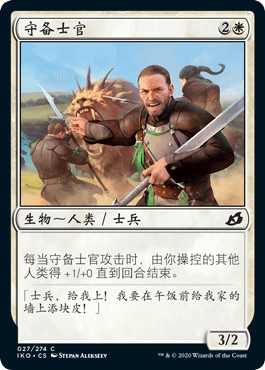 守备士官 2
生物～人类／士兵
每当守备士官攻击时，由你操控的其他
人类得 +1/+0 直到回合结束。
「士兵，给我上！我要在午饭前给我家的
墙上添块皮！」
3/2
027/274 C
IKO • CS Stepan Alekseev
™ & © 2020 Wizards of the Coast